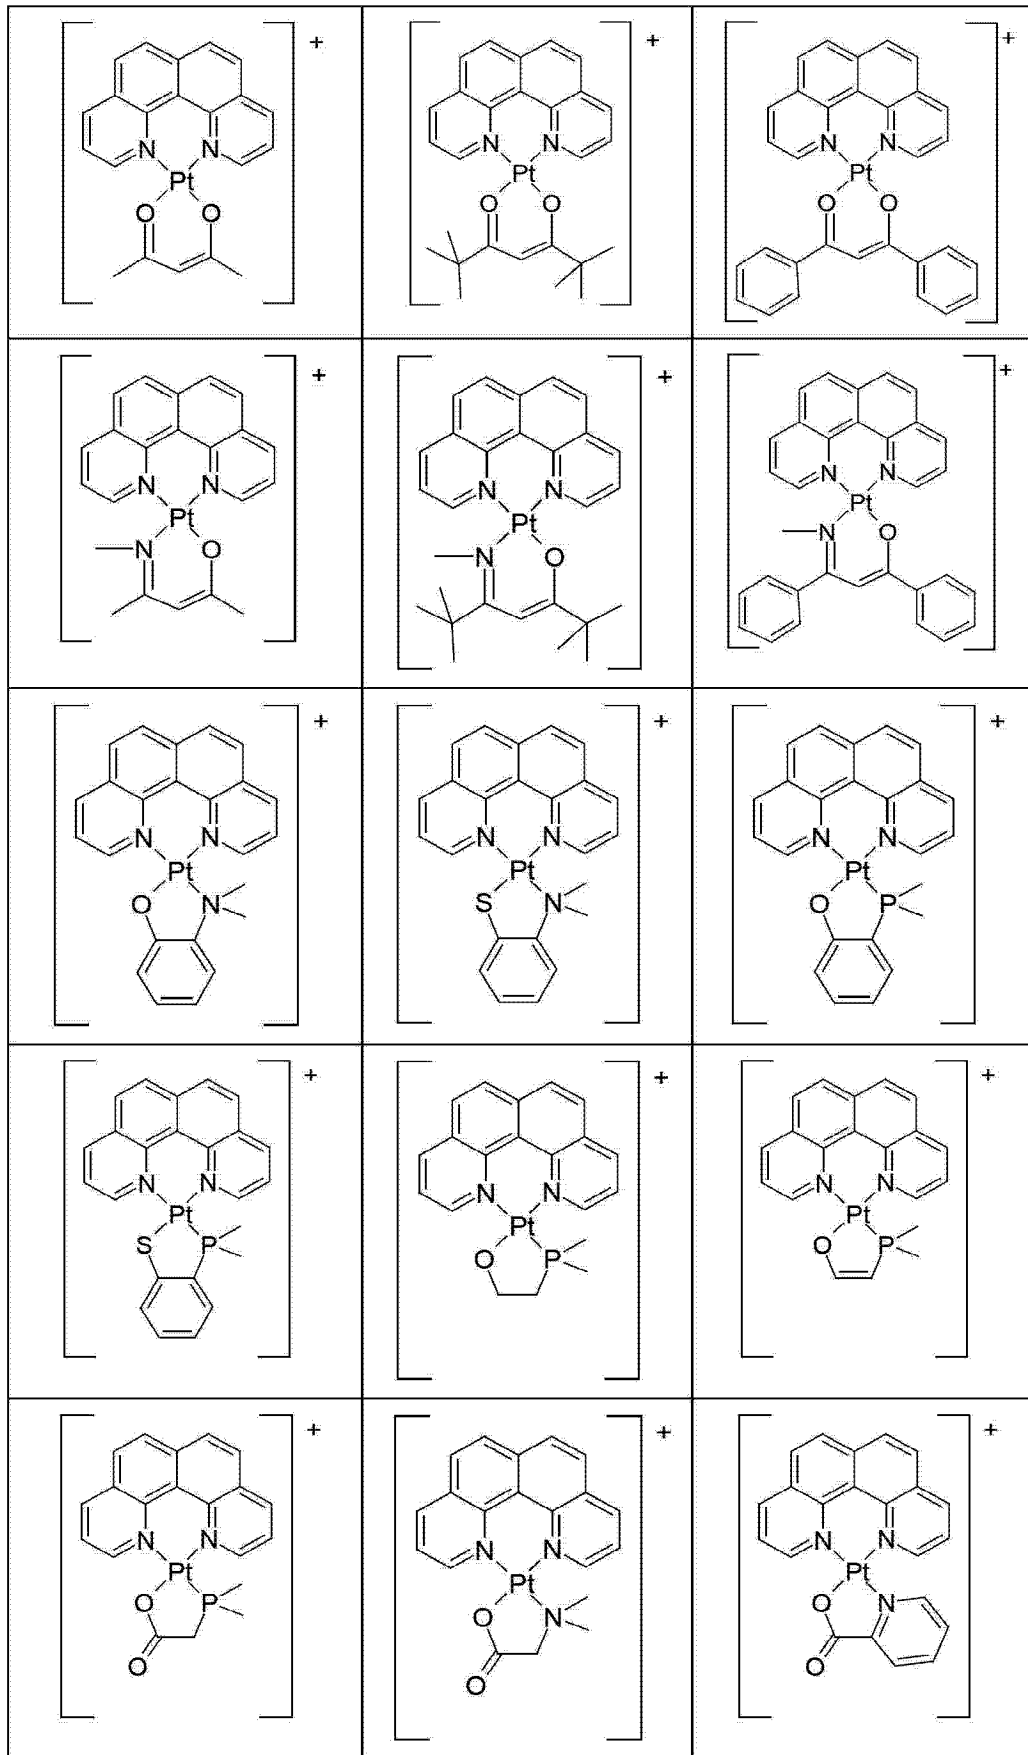 + + +
N N N N N N
Pt Pt Pt
O O O O O O
+ + +
N N N N N N
Pt Pt Pt
N O N O N O
+ + +
N N N N N N
Pt Pt Pt
O N S N O P
+ + +
N N N N N N
Pt Pt Pt
S P O P O P
+ + +
N N N N N N
Pt Pt Pt
O P O N O N
O O O